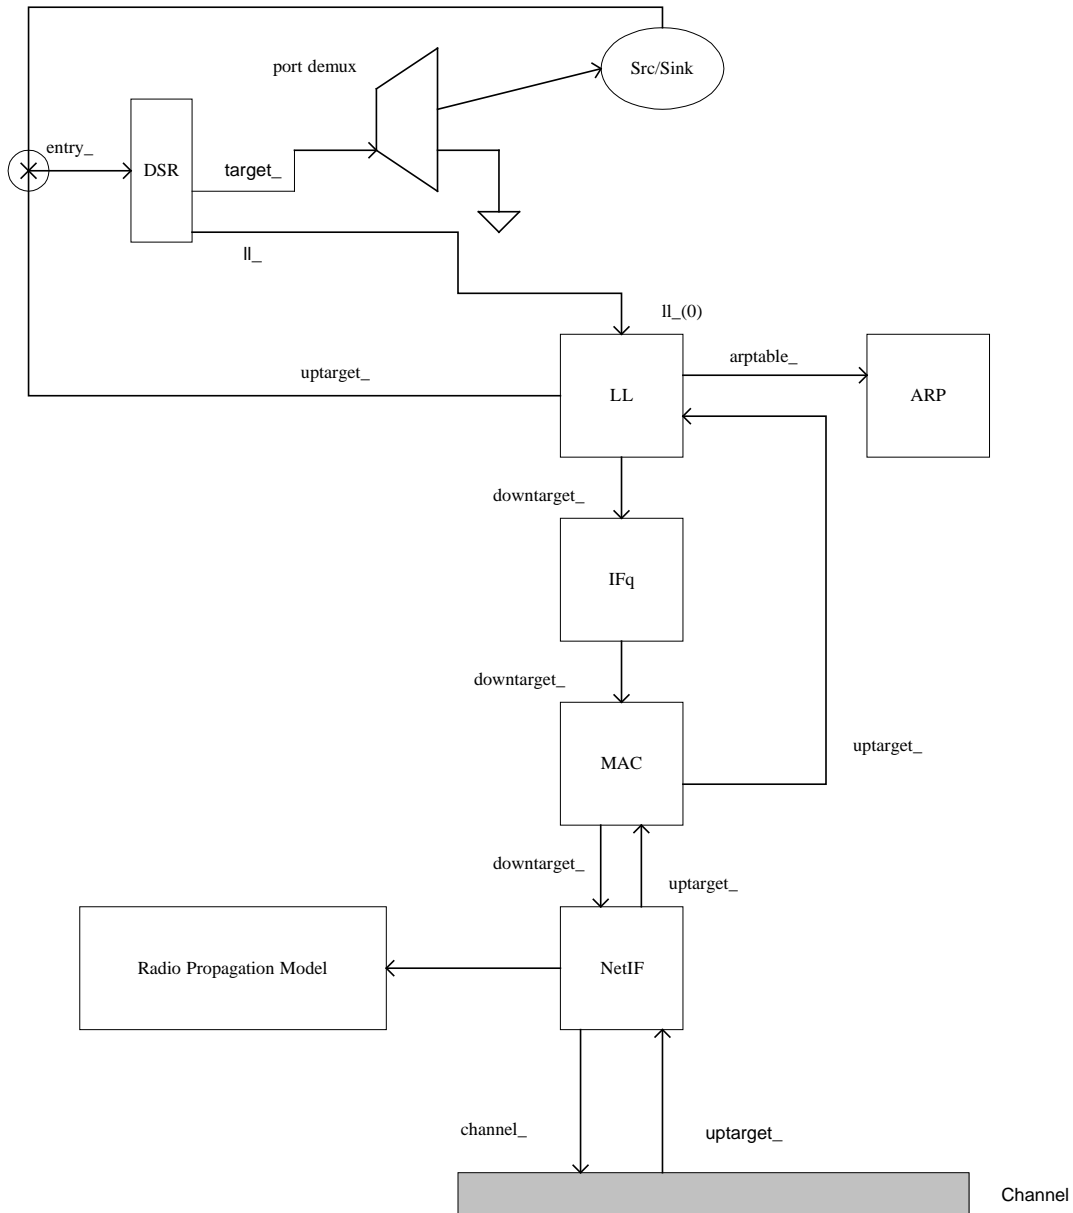 port demux
Src/Sink
entry_
DSR
target_
ll_
ll_(0)
arptable_
uptarget_
LL
ARP
downtarget_
IFq
downtarget_
uptarget_
MAC
downtarget_
uptarget_
Radio Propagation Model
NetIF
channel_
uptarget_
Channel